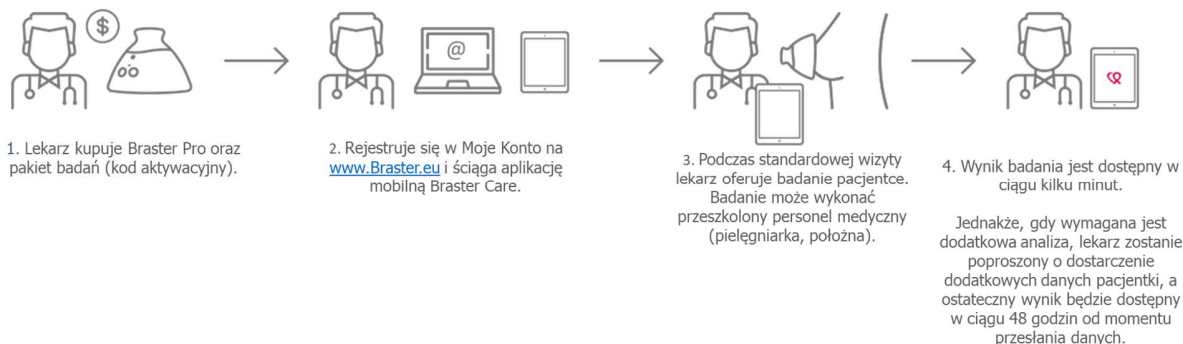 $
@
1. Lekarz kupuje Braster Pro oraz
pakiet badań (kod aktywacyjny).
2. Rejestruje się w Moje Konto na
www.Braster.eu i ściąga aplikację
mobilną Braster Care.
3. Podczas standardowej wizyty
lekarz oferuje badanie pacjentce.
Badanie może wykonać
przeszkolony personel medyczny
(pielęgniarka, położna).
4. Wynik badania jest dostępny w
ciągu kilku minut.
Jednakże, gdy wymagana jest
dodatkowa analiza, lekarz zostanie
poproszony o dostarczenie
dodatkowych danych pacjentki, a
ostateczny wynik będzie dostępny
w ciągu 48 godzin od momentu
przesłania danych.